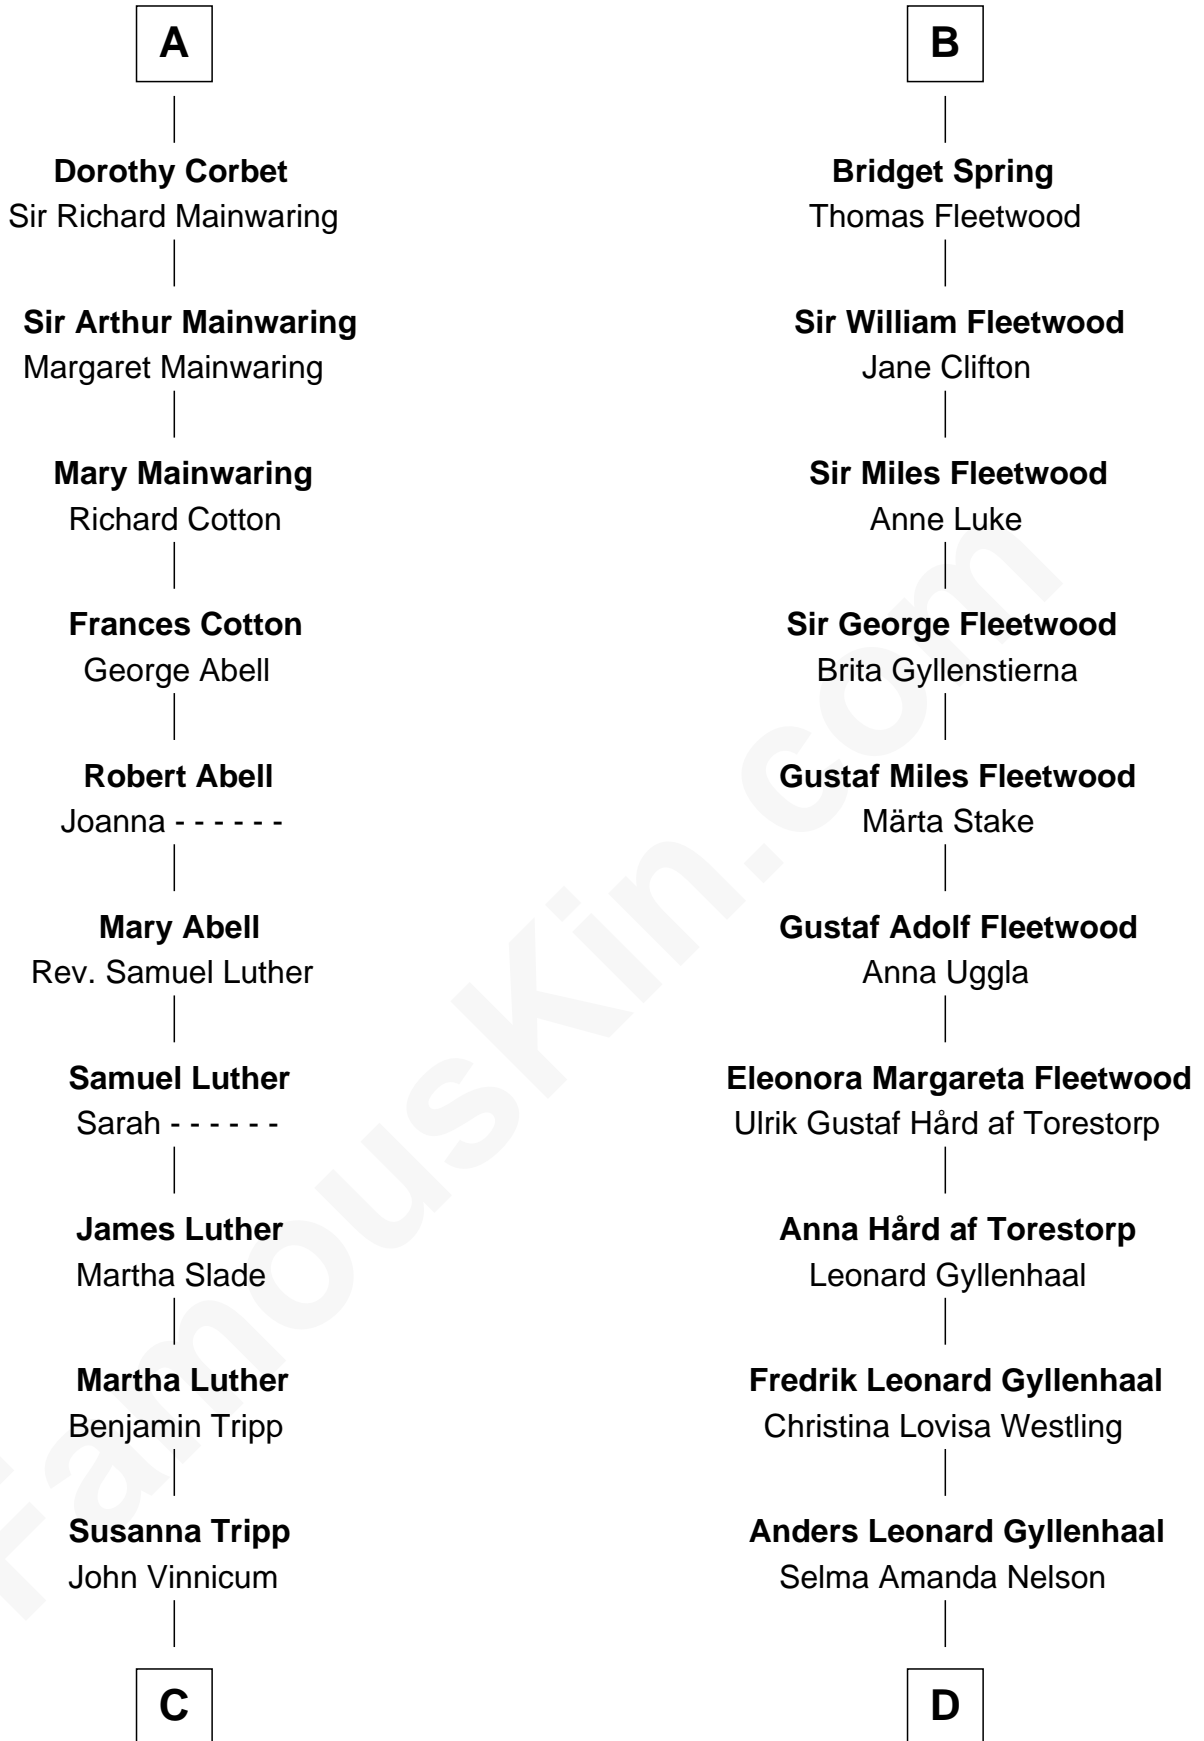 A
Dorothy Corbet
Sir Richard Mainwaring
Sir Arthur Mainwaring
Margaret Mainwaring
Mary Mainwaring
Richard Cotton
Frances Cotton
George Abell
Robert Abell
Joanna - - - - - -
Mary Abell
Rev. Samuel Luther
Samuel Luther
Sarah - - - - - -
James Luther
Martha Slade
Martha Luther
Benjamin Tripp
Susanna Tripp
John Vinnicum
C
B
Bridget Spring
Thomas Fleetwood
Sir William Fleetwood
Jane Clifton
Sir Miles Fleetwood
Anne Luke
Sir George Fleetwood
Brita Gyllenstierna
Gustaf Miles Fleetwood
Märta Stake
Gustaf Adolf Fleetwood
Anna Uggla
Eleonora Margareta Fleetwood
Ulrik Gustaf Hård af Torestorp
Anna Hård af Torestorp
Leonard Gyllenhaal
Fredrik Leonard Gyllenhaal
Christina Lovisa Westling
Anders Leonard Gyllenhaal
Selma Amanda Nelson
D
FamousKin.com